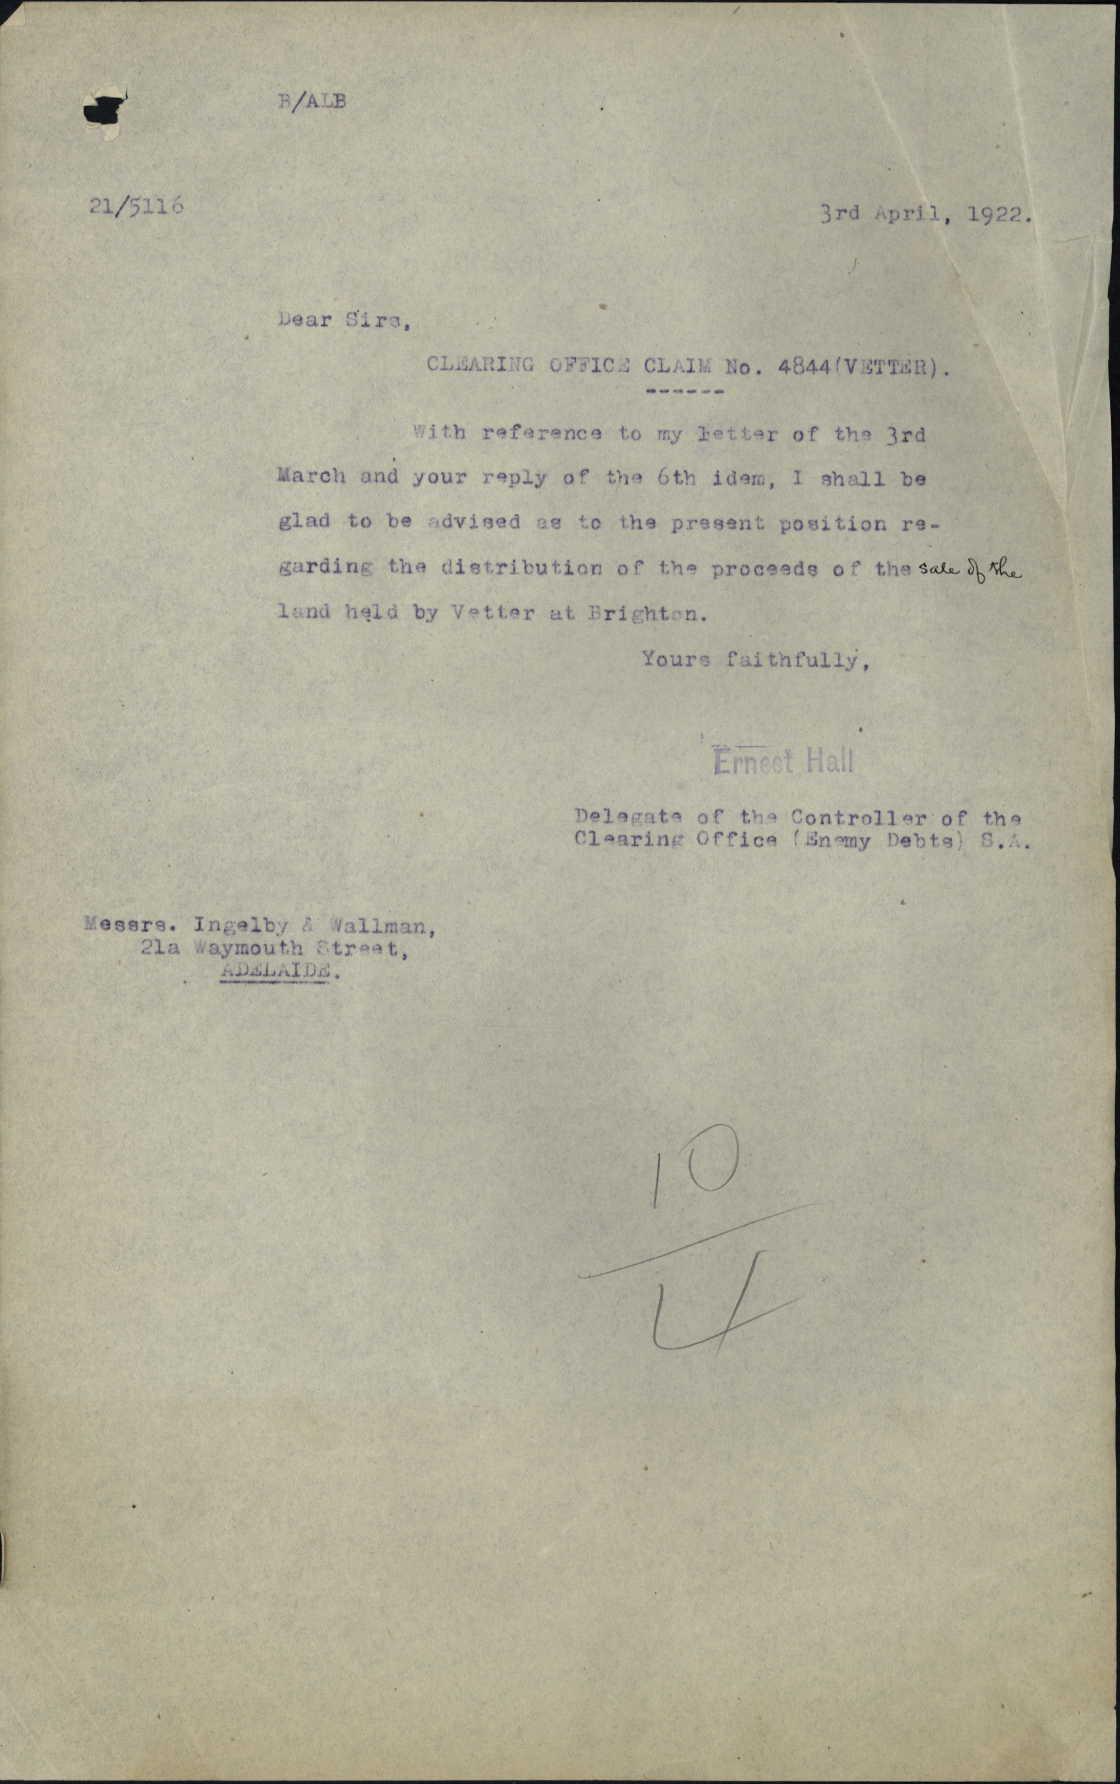 B/ALB
21/5116
3rd April, 1922.
Dear Sirs,
CLEARING OFFICE CLAIM No. 4844(VETTER).
------
With reference to my letter of the 3rd
March and your reply of the 6th idem, I shall be
glad to be advised as to the present position re-
garding the distribution of the proceeds of the sale of the
land held by Vetter at Brighton.
Yours faithfully,
Ernest Hall
Delegate of the Controller of the
Clearing Office (Enemy Debts) S.A.
Messrs. Ingelby & Wallman,
21a Waymouth Street,
ADELAIDE.
10
4